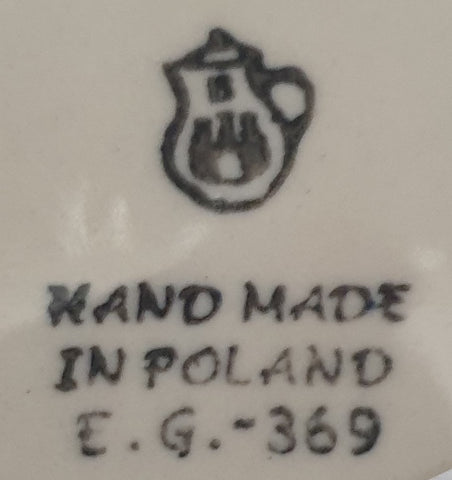 B
HAND MADE
IN POLAND
E.G.-369